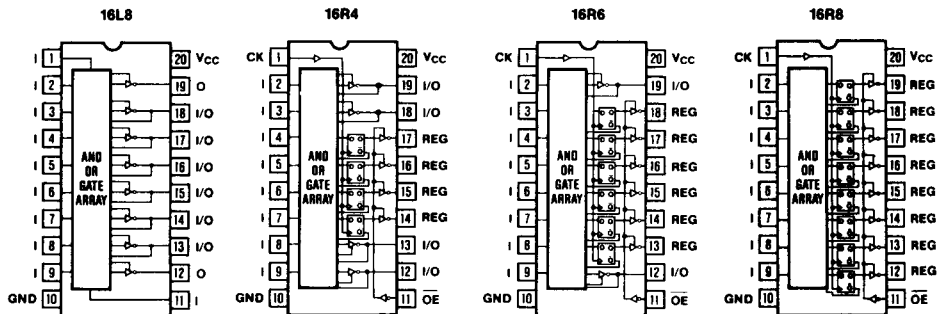 16L8
16R4
16R6
16R8
I 1 20 VCC
I 2 19 O
I 3 18 I/O
I 4 17 I/O
I 5 16 I/O
I 6 15 I/O
I 7 14 I/O
I 8 13 I/O
I 9 12 O
GND 10 11 I
AND
OR
GATE
ARRAY
CK 1 20 VCC
I 2 19 I/O
I 3 18 I/O
I 4 17 REG
I 5 16 REG
I 6 15 REG
I 7 14 REG
I 8 13 I/O
I 9 12 I/O
GND 10 11 OE
AND
OR
GATE
ARRAY
CK 1 20 VCC
I 2 19 I/O
I 3 18 REG
I 4 17 REG
I 5 16 REG
I 6 15 REG
I 7 14 REG
I 8 13 REG
I 9 12 I/O
GND 10 11 OE
AND
OR
GATE
ARRAY
CK 1 20 VCC
I 2 19 REG
I 3 18 REG
I 4 17 REG
I 5 16 REG
I 6 15 REG
I 7 14 REG
I 8 13 REG
I 9 12 REG
GND 10 11 OE
AND
OR
GATE
ARRAY